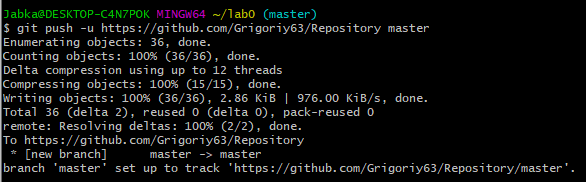 Jabka@DESKTOP-C4N7POK MINGW64 ~/lab0 (master)
$ git push -u https://github.com/Grigoriy63/Repository master
Enumerating objects: 36, done.
Counting objects: 100% (36/36), done.
Delta compression using up to 12 threads
Compressing objects: 100% (15/15), done.
Writing objects: 100% (36/36), 2.86 KiB | 976.00 KiB/s, done.
Total 36 (delta 2), reused 0 (delta 0), pack-reused 0
remote: Resolving deltas: 100% (2/2), done.
To https://github.com/Grigoriy63/Repository
 * [new branch]      master -> master
branch 'master' set up to track 'https://github.com/Grigoriy63/Repository/master'.